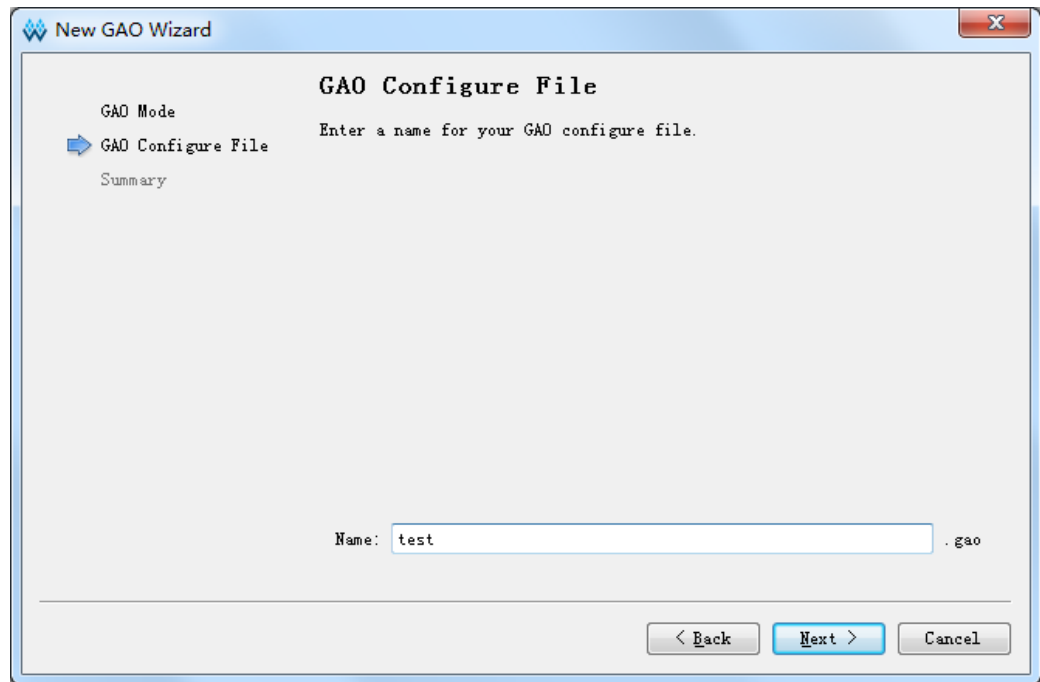 New GAO Wizard
GAO Mode
GAO Configure File
Summary
GAO Configure File
Enter a name for your GAO configure file.
Name: test .gao
< Back Next > Cancel